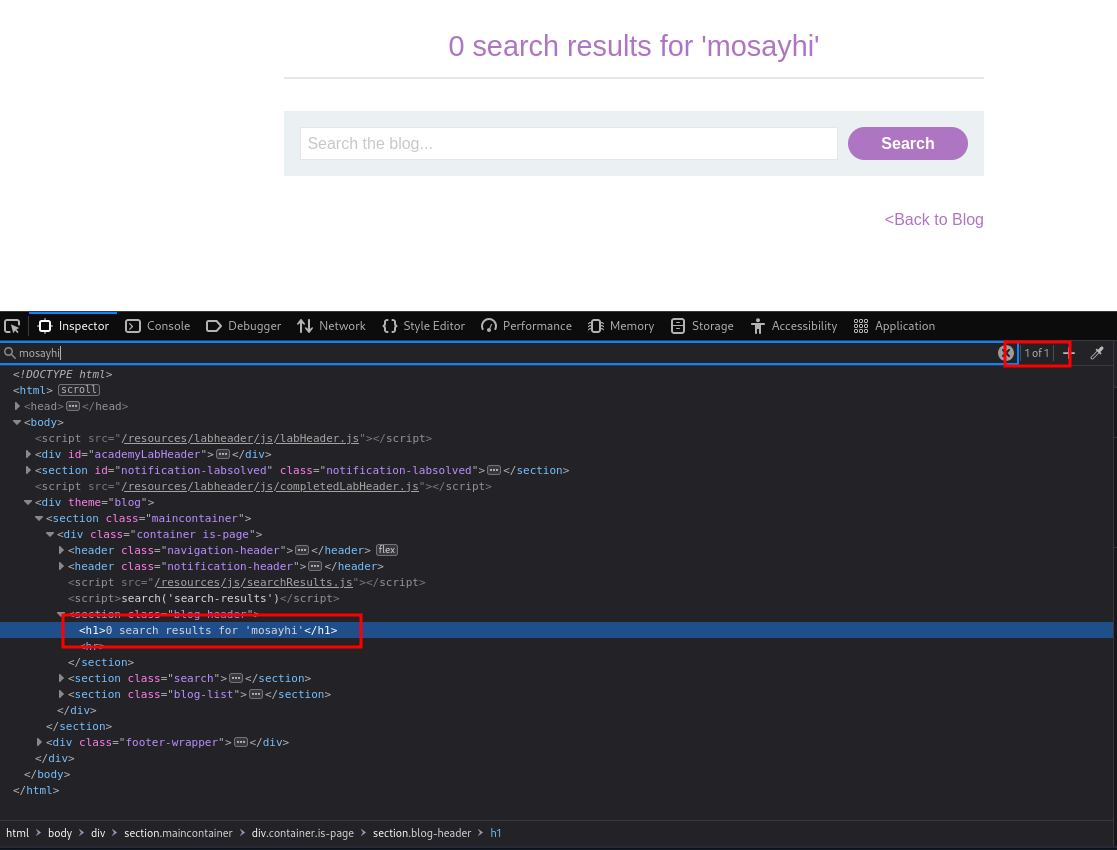 0 search results for 'mosayhi'
Search the blog...
Search
<Back to Blog
Inspector Console Debugger Network Style Editor Performance Memory Storage Accessibility Application
mosayhi 1 of 1
<!DOCTYPE html>
<html> scroll
<head> </head>
<body>
<script src="/resources/labheader/js/labHeader.js"></script>
<div id="academyLabHeader"> </div>
<section id="notification-labsolved" class="notification-labsolved"> </section>
<script src="/resources/labheader/js/completedLabHeader.js"></script>
<div theme="blog">
<section class="maincontainer">
<div class="container is-page">
<header class="navigation-header"> </header> flex
<header class="notification-header"> </header>
<script src="/resources/js/searchResults.js"></script>
<script>search('search-results')</script>
<section class="blog-header">
<h1>0 search results for 'mosayhi'</h1>
<hr>
</section>
<section class="search"> </section>
<section class="blog-list"> </section>
</div>
</section>
<div class="footer-wrapper"> </div>
</div>
</body>
</html>
html > body > div > section.maincontainer > div.container.is-page > section.blog-header > h1